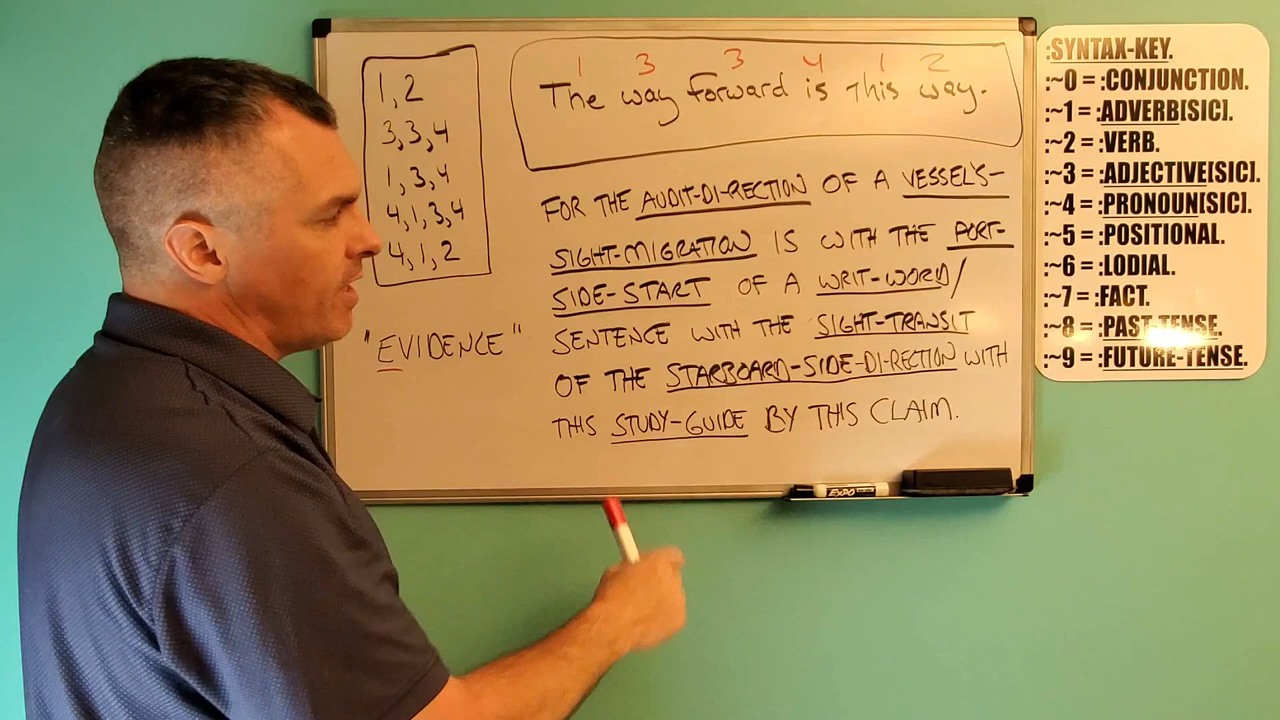 1, 2
3, 3, 4
1, 3, 4
4, 1, 3, 4
4, 1, 2
"EVIDENCE"
1 3 3 4 1 2
The way forward is this way.
FOR THE AUDIT-DI-RECTION OF A VESSEL'S-
SIGHT-MIGRATION IS WITH THE PORT-
SIDE-START OF A WRIT-WORD/
SENTENCE WITH THE SIGHT-TRANSIT
OF THE STARBOARD-SIDE-DI-RECTION WITH
THIS STUDY-GUIDE BY THIS CLAIM.
EXPO
:SYNTAX-KEY.
:~0 = :CONJUNCTION.
:~1 = :ADVERB[SIC].
:~2 = :VERB.
:~3 = :ADJECTIVE[SIC].
:~4 = :PRONOUN[SIC].
:~5 = :POSITIONAL.
:~6 = :LODIAL.
:~7 = :FACT.
:~8 = :PAST-TENSE.
:~9 = :FUTURE-TENSE.